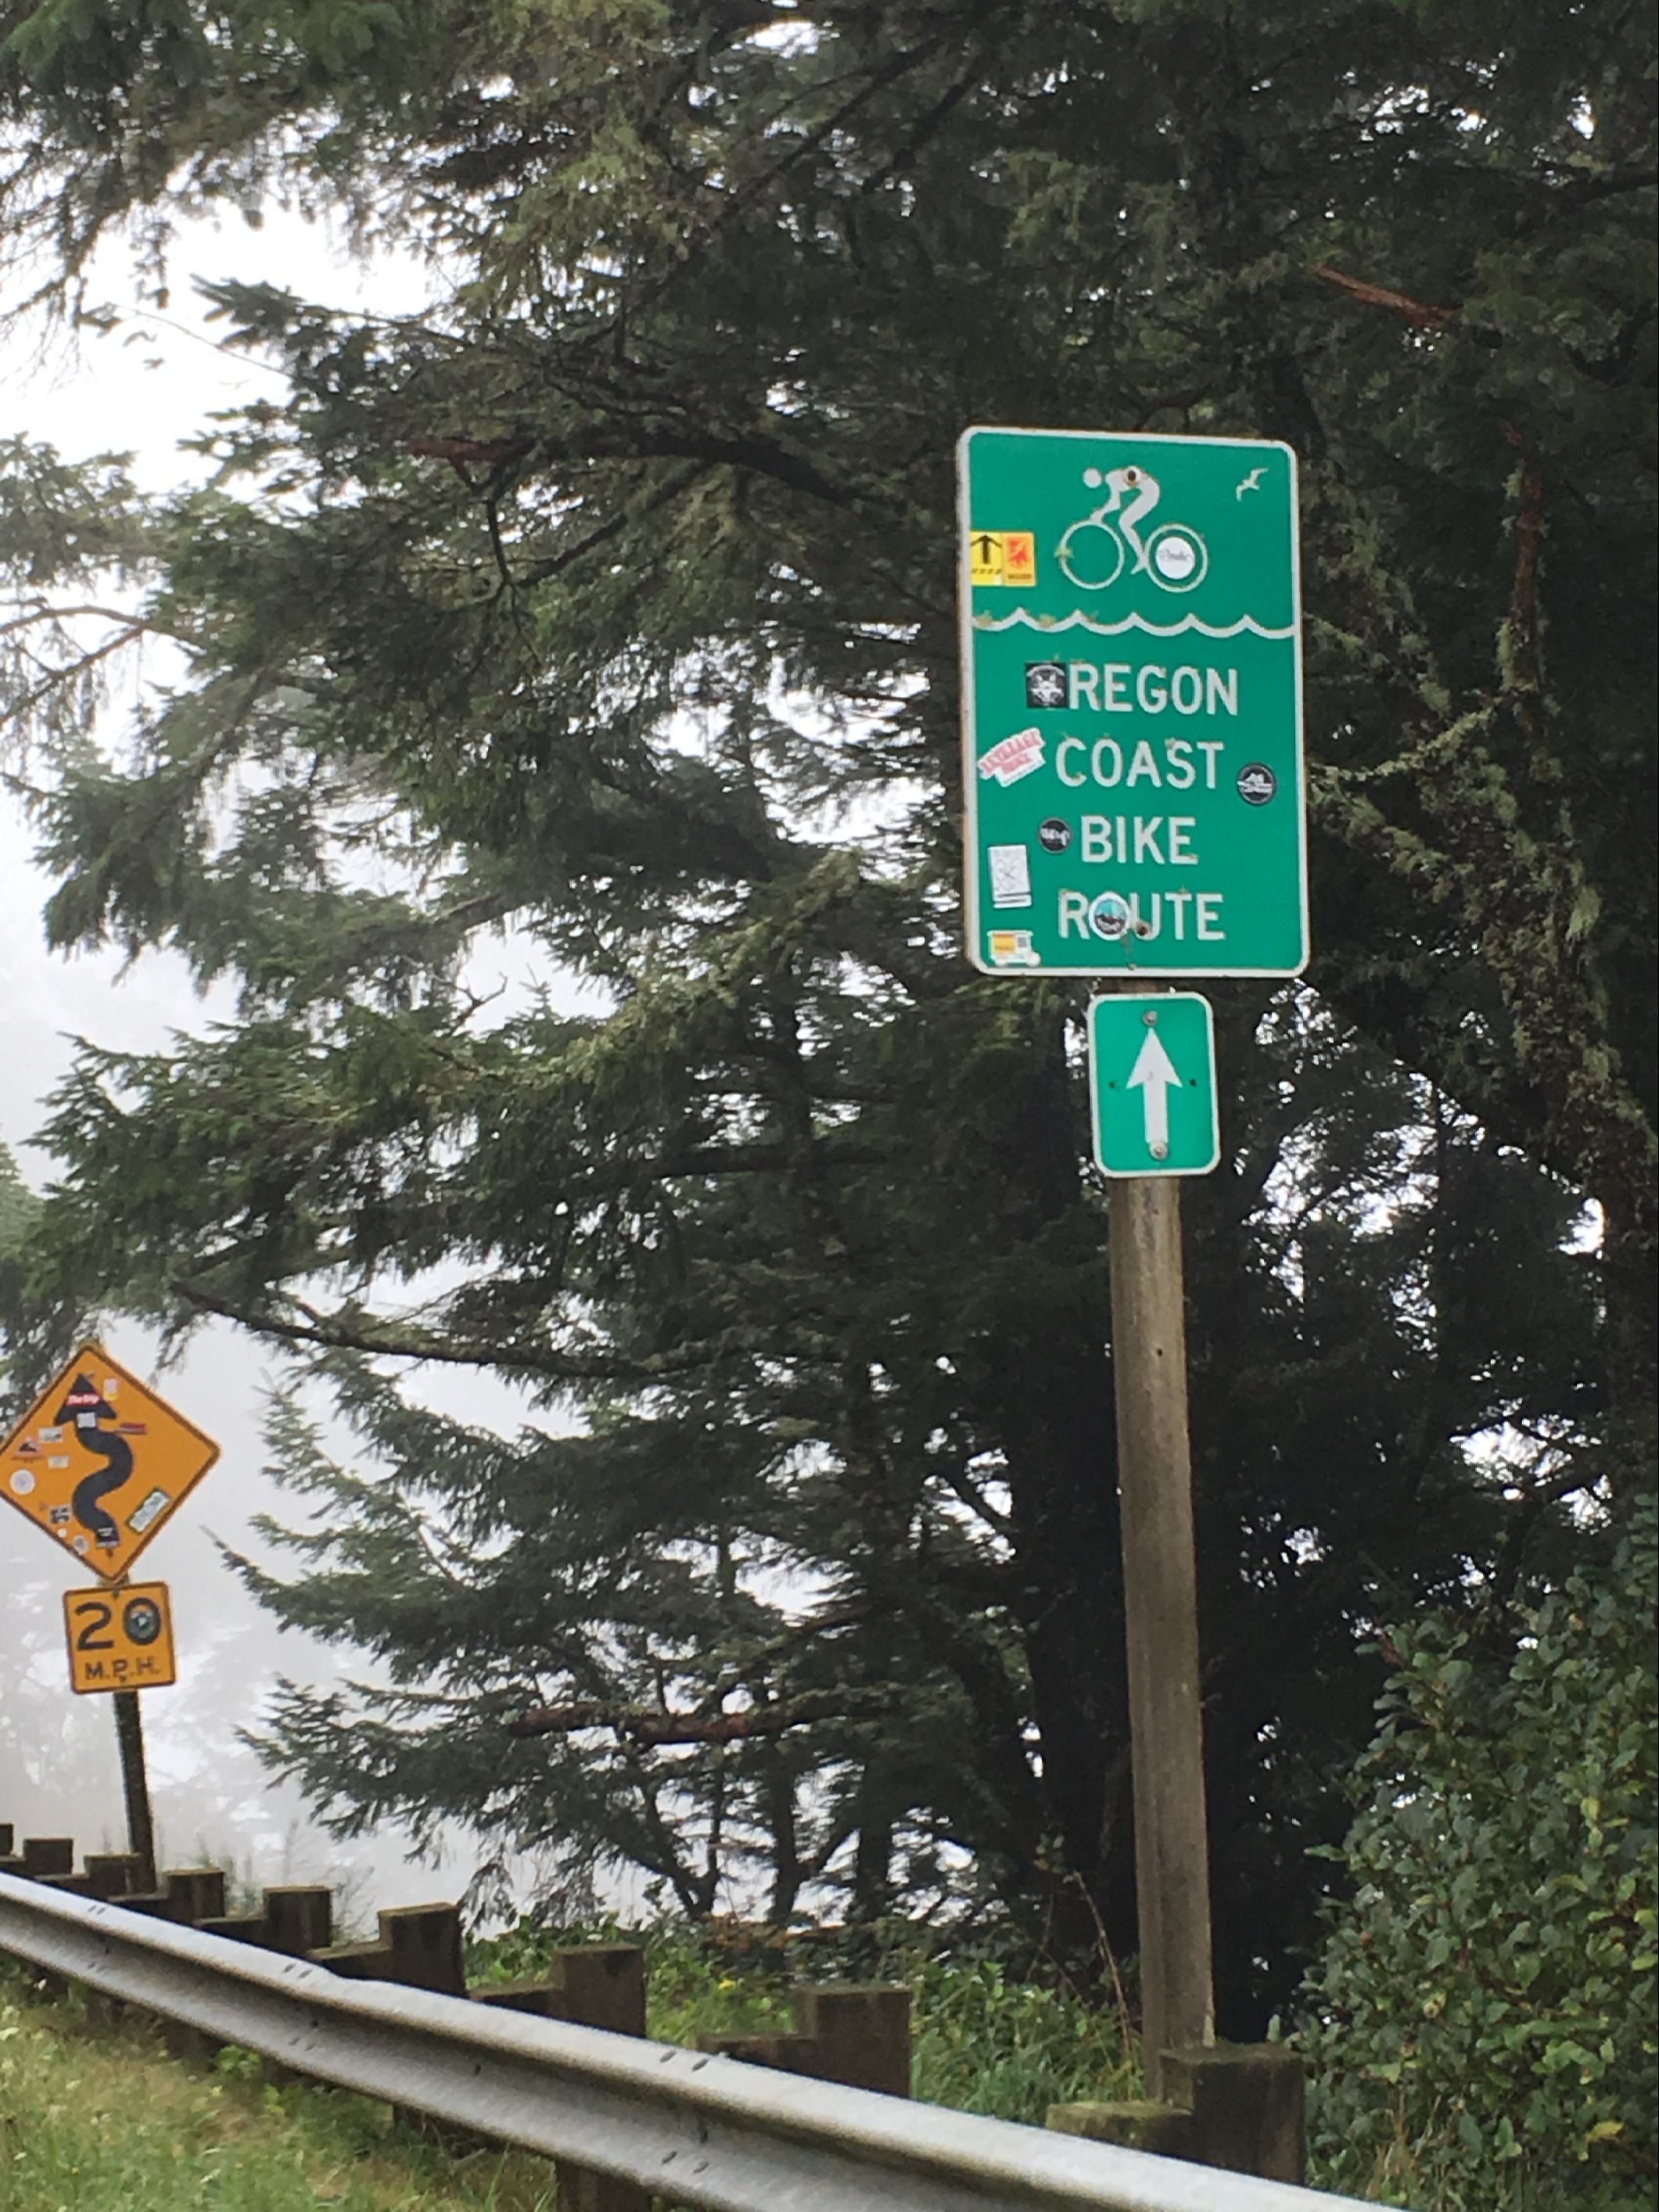 REGON
COAST
BIKE
ROUTE
20
M.P.H.